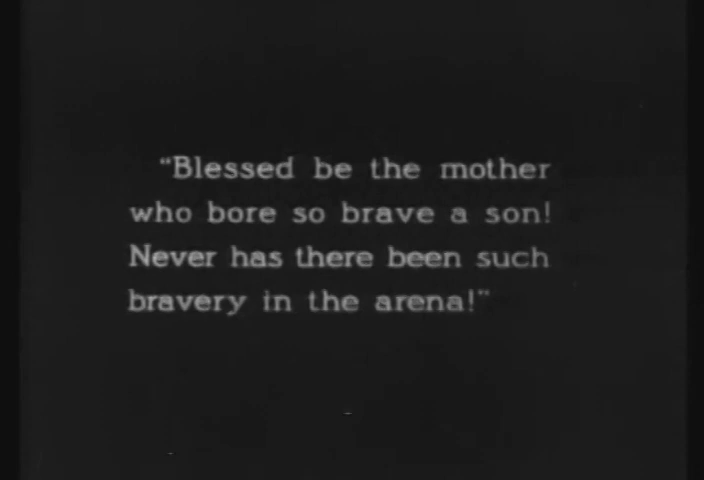 “Blessed be the mother
who bore so brave a son!
Never has there been such
bravery in the arena!”